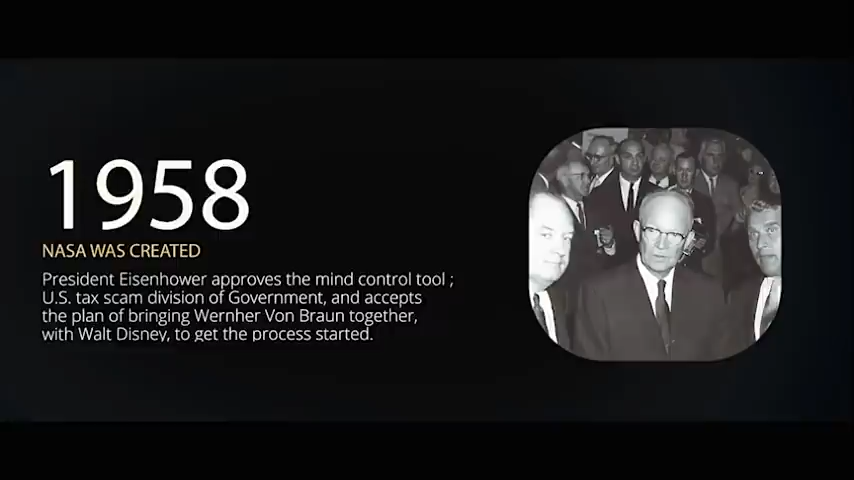 1958
NASA WAS CREATED
President Eisenhower approves the mind control tool ;
U.S. tax scam division of Government, and accepts
the plan of bringing Wernher Von Braun together,
with Walt Disney, to get the process started.